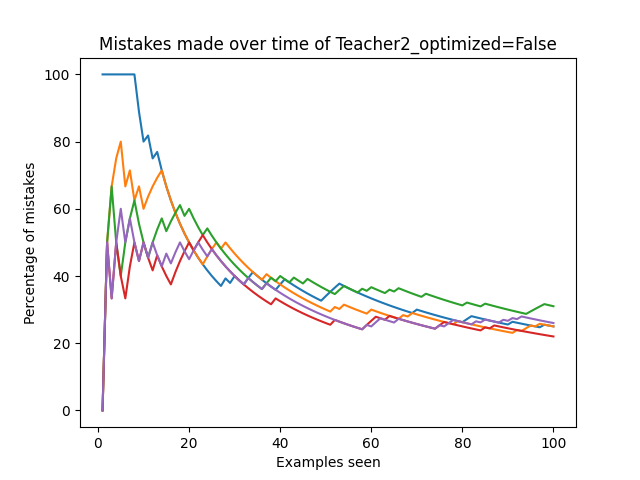 Mistakes made over time of Teacher2_optimized=False
100
80
60
40
20
0
Percentage of mistakes
0 20 40 60 80 100
Examples seen